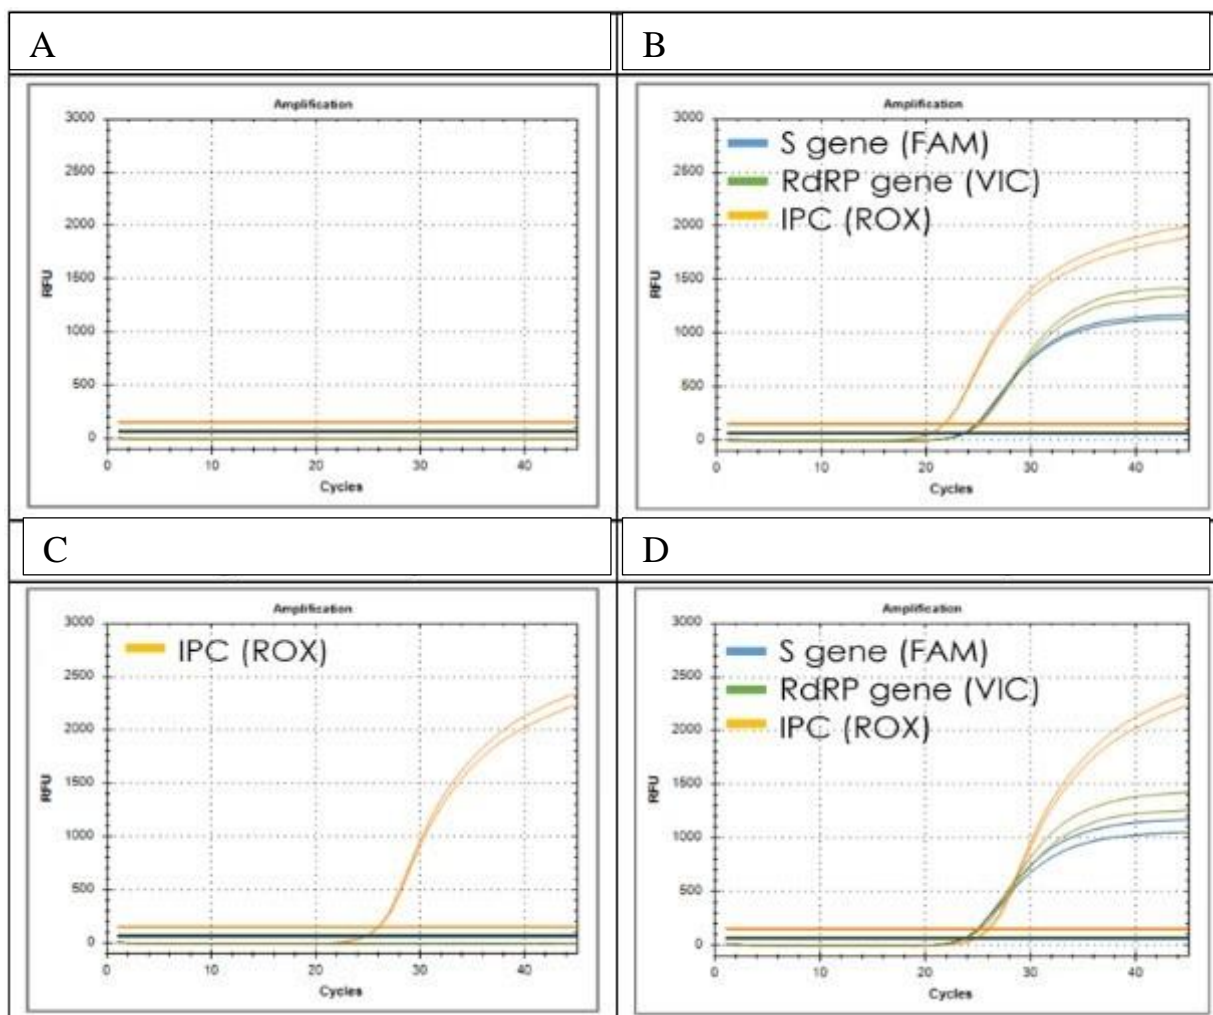 A
B
Amplification
3000
2500
2000
1500
1000
500
0
RFU
0 10 20 30 40
Cycles
Amplification
S gene (FAM)
RdRP gene (VIC)
IPC (ROX)
3000
2500
2000
1500
1000
500
0
RFU
0 10 20 30 40
Cycles
C
D
Amplification
IPC (ROX)
3000
2500
2000
1500
1000
500
0
RFU
0 10 20 30 40
Cycles
Amplification
S gene (FAM)
RdRP gene (VIC)
IPC (ROX)
3000
2500
2000
1500
1000
500
0
RFU
0 10 20 30 40
Cycles